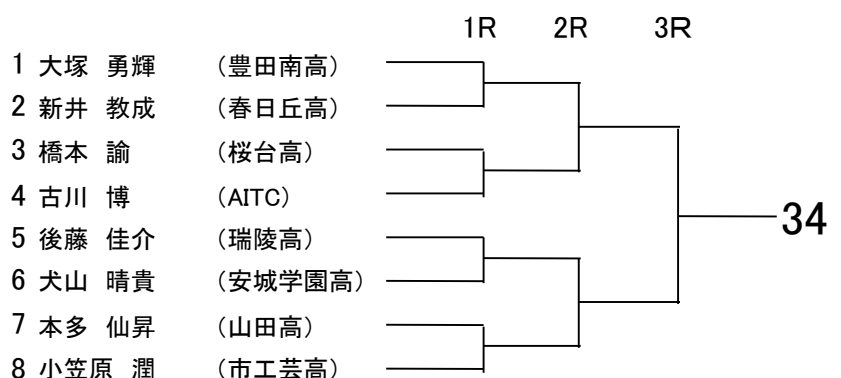 1R 2R 3R
1 大塚 勇輝 (豊田南高)
2 新井 教成 (春日丘高)
3 橋本 諭 (桜台高)
4 古川 博 (AITC)
34
5 後藤 佳介 (瑞陵高)
6 犬山 晴貴 (安城学園高)
7 本多 仙昇 (山田高)
8 小笠原 潤 (市工芸高)